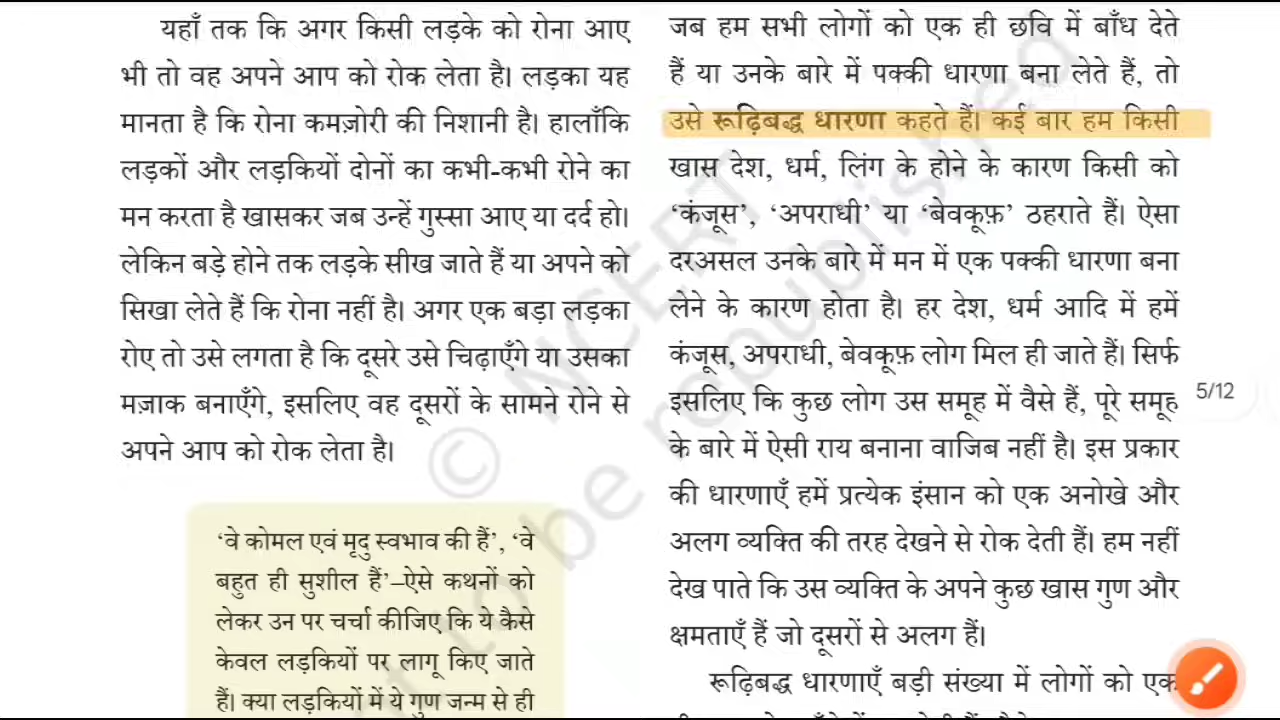 यहाँ तक कि अगर किसी लड़के को रोना आए
भी तो वह अपने आप को रोक लेता है। लड़का यह
मानता है कि रोना कमज़ोरी की निशानी है। हालाँकि
लड़कों और लड़कियों दोनों का कभी-कभी रोने का
मन करता है खासकर जब उन्हें गुस्सा आए या दर्द हो।
लेकिन बड़े होने तक लड़के सीख जाते हैं या अपने को
सिखा लेते हैं कि रोना नहीं है। अगर एक बड़ा लड़का
रोए तो उसे लगता है कि दूसरे उसे चिढ़ाएँगे या उसका
मज़ाक बनाएँगे, इसलिए वह दूसरों के सामने रोने से
अपने आप को रोक लेता है।
'वे कोमल एवं मृदु स्वभाव की हैं', 'वे
बहुत ही सुशील हैं'–ऐसे कथनों को
लेकर उन पर चर्चा कीजिए कि ये कैसे
केवल लड़कियों पर लागू किए जाते
हैं। क्या लड़कियों में ये गुण जन्म से ही
जब हम सभी लोगों को एक ही छवि में बाँध देते
हैं या उनके बारे में पक्की धारणा बना लेते हैं, तो
उसे रूढ़िबद्ध धारणा कहते हैं। कई बार हम किसी
खास देश, धर्म, लिंग के होने के कारण किसी को
'कंजूस', 'अपराधी' या 'बेवकूफ़' ठहराते हैं। ऐसा
दरअसल उनके बारे में मन में एक पक्की धारणा बना
लेने के कारण होता है। हर देश, धर्म आदि में हमें
कंजूस, अपराधी, बेवकूफ़ लोग मिल ही जाते हैं। सिर्फ
इसलिए कि कुछ लोग उस समूह में वैसे हैं, पूरे समूह
के बारे में ऐसी राय बनाना वाजिब नहीं है। इस प्रकार
की धारणाएँ हमें प्रत्येक इंसान को एक अनोखे और
अलग व्यक्ति की तरह देखने से रोक देती हैं। हम नहीं
देख पाते कि उस व्यक्ति के अपने कुछ खास गुण और
क्षमताएँ हैं जो दूसरों से अलग हैं।
रूढ़िबद्ध धारणाएँ बड़ी संख्या में लोगों को एक
5/12
© NCERT
to be republished